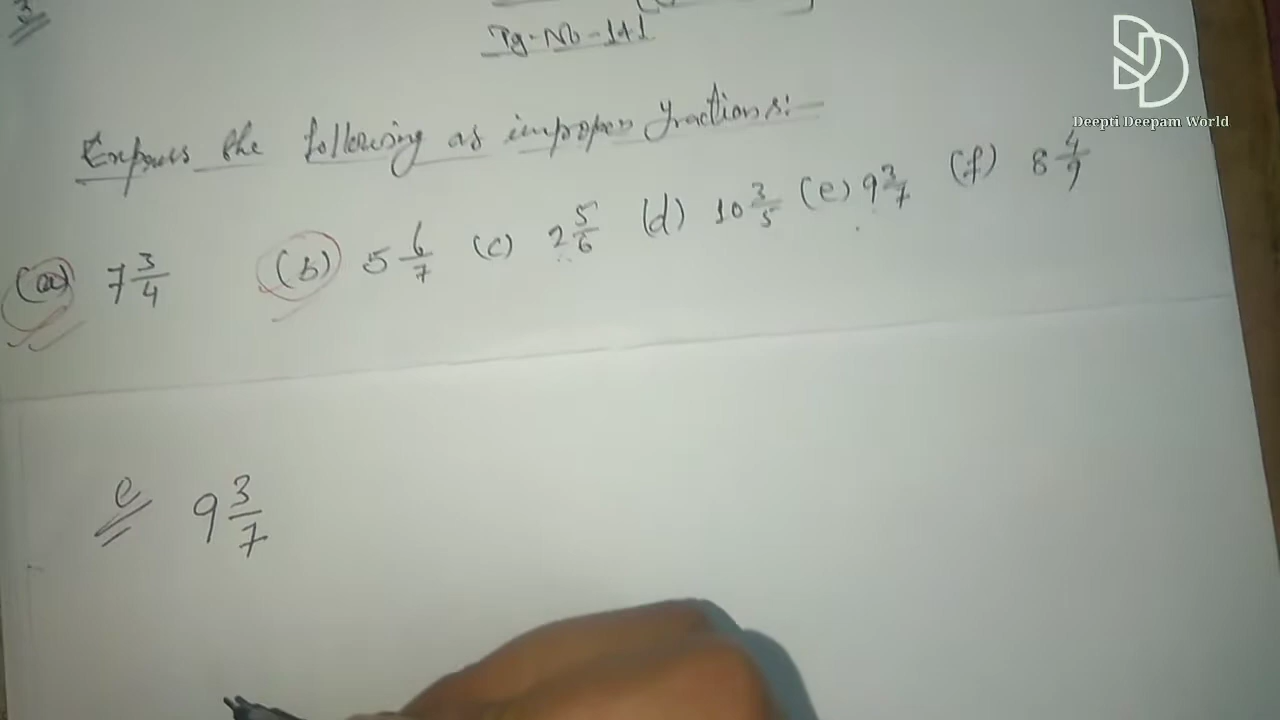 3
Pg-No-141
Express the following as improper fractions:-
(a) 7 3/4 (b) 5 6/7 (c) 2 5/6 (d) 10 3/5 (e) 9 3/7 (f) 8 4/9
e 9 3/7
Deepti Deepam World